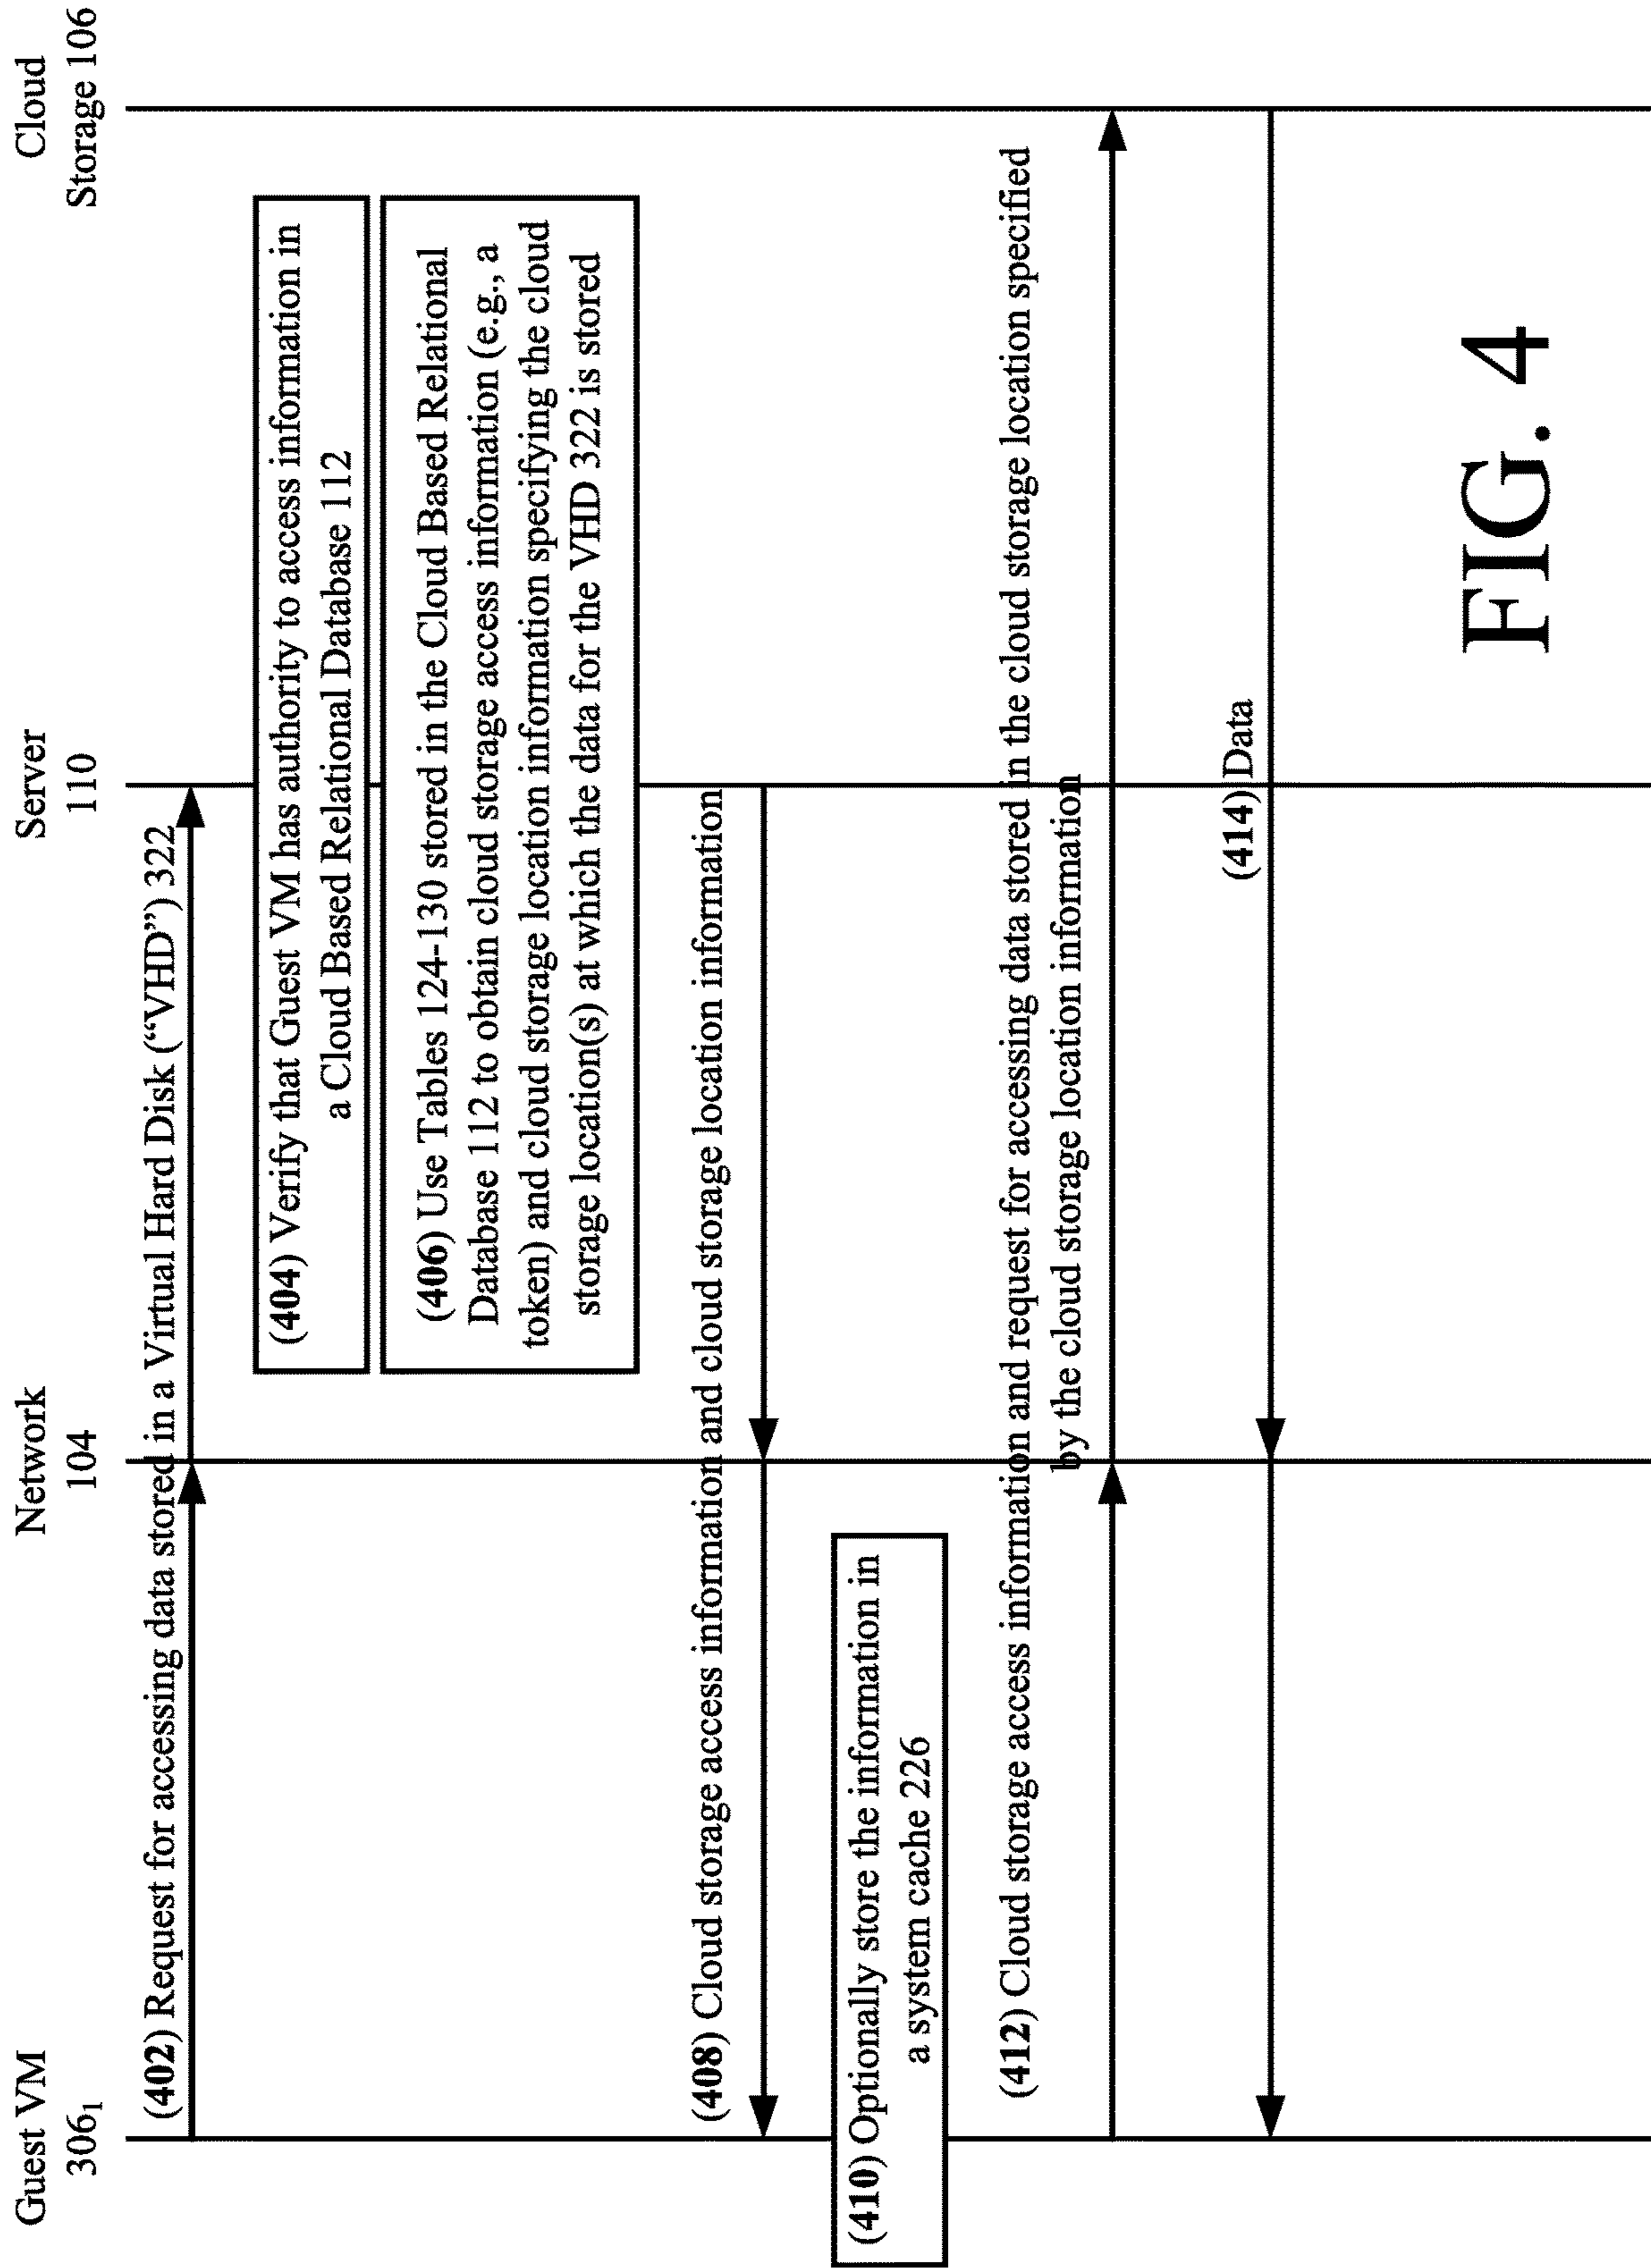 Guest VM
306₁
Network
104
Server
110
Cloud
Storage 106
(402) Request for accessing data stored in a Virtual Hard Disk (“VHD”) 322
(404) Verify that Guest VM has authority to access information in
a Cloud Based Relational Database 112
(406) Use Tables 124-130 stored in the Cloud Based Relational
Database 112 to obtain cloud storage access information (e.g., a
token) and cloud storage location information specifying the cloud
storage location(s) at which the data for the VHD 322 is stored
(408) Cloud storage access information and cloud storage location information
(410) Optionally store the information in
a system cache 226
(412) Cloud storage access information and request for accessing data stored in the cloud storage location specified
by the cloud storage location information
(414) Data
FIG. 4